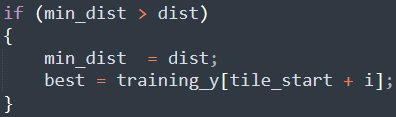 if (min_dist > dist)
{
    min_dist  = dist;
    best = training_y[tile_start + i];
}